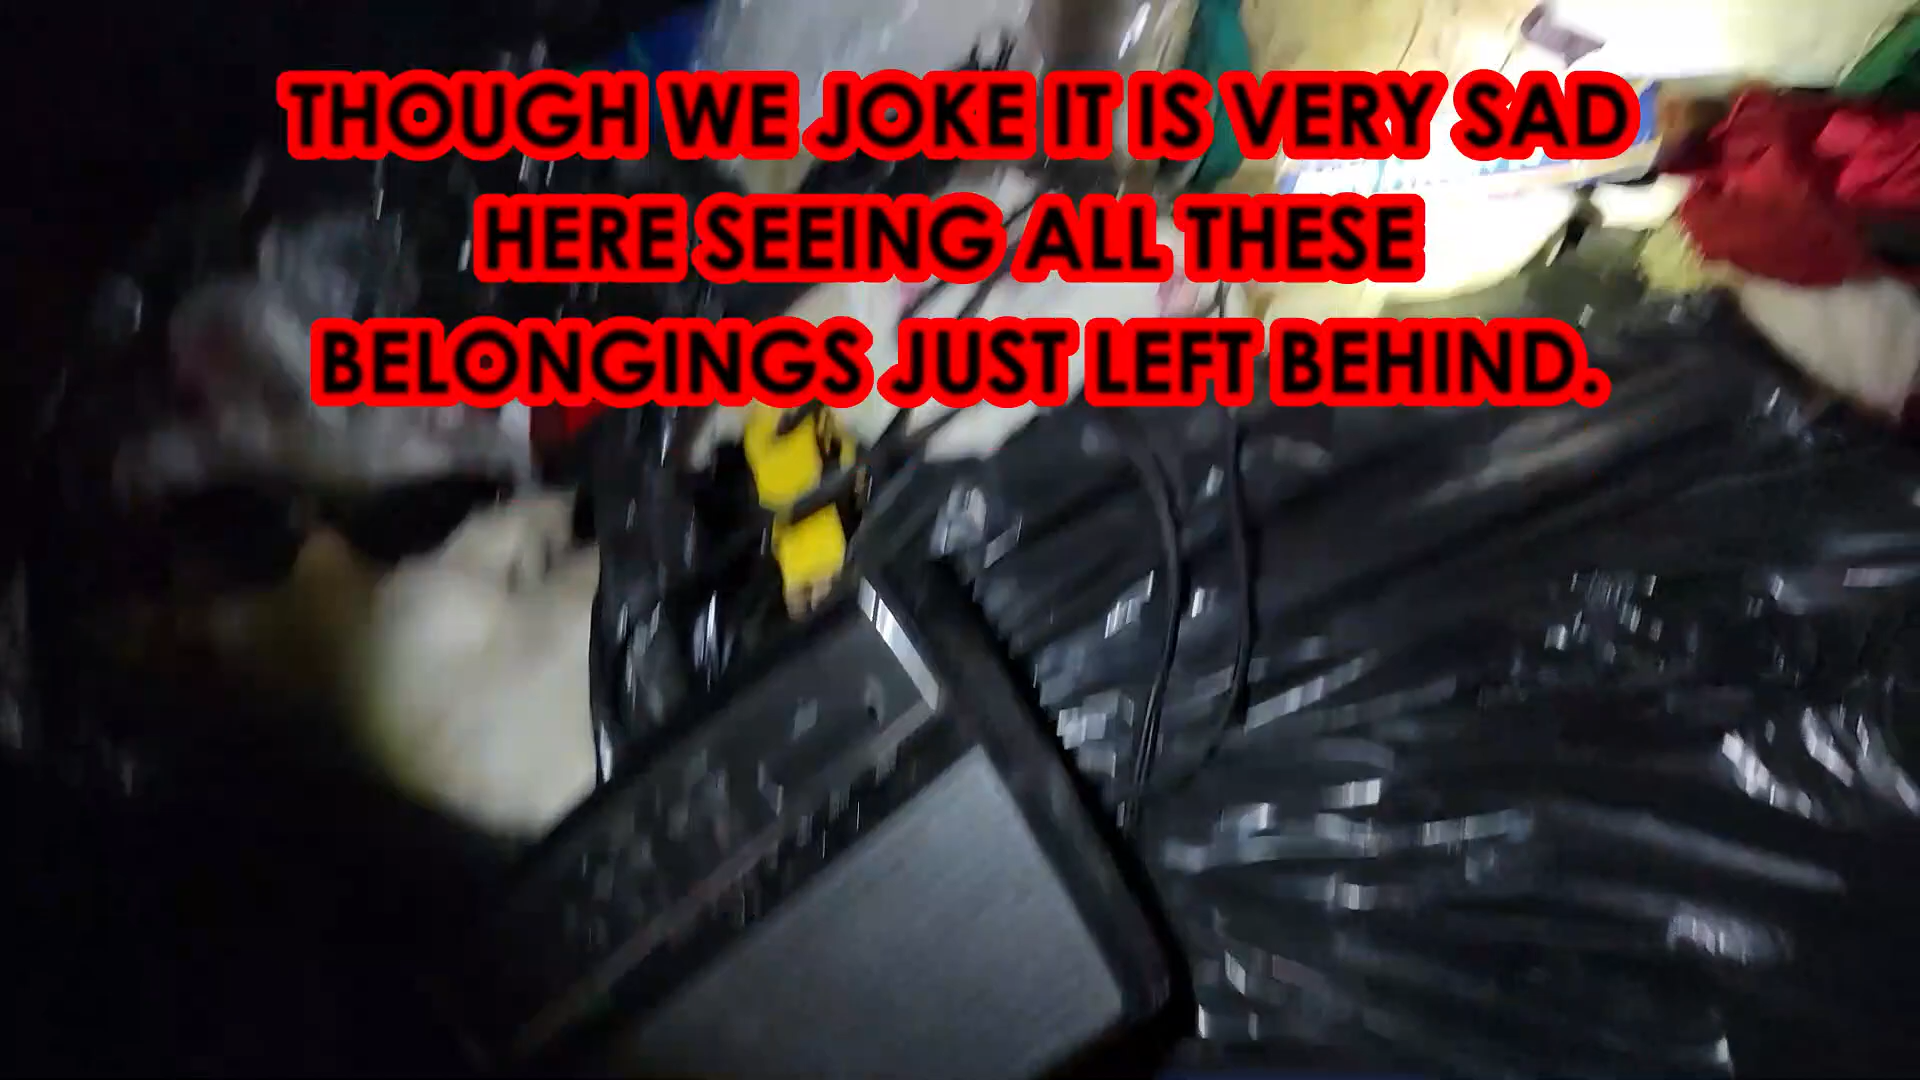 THOUGH WE JOKE IT IS VERY SAD
HERE SEEING ALL THESE
BELONGINGS JUST LEFT BEHIND.